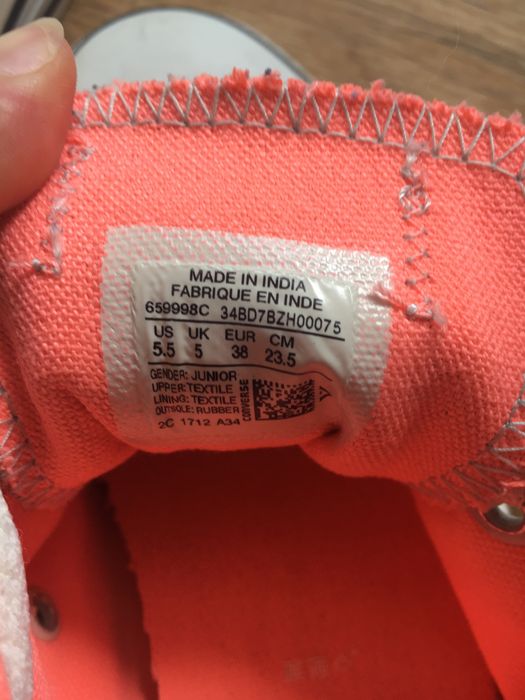 MADE IN INDIA
FABRIQUE EN INDE
659998C 34BD7BZH00075
US UK EUR CM
5.5 5 38 23.5
GENDER: JUNIOR
UPPER: TEXTILE
LINING: TEXTILE
OUTSOLE: RUBBER
CONVERSE
2C 1712 A34